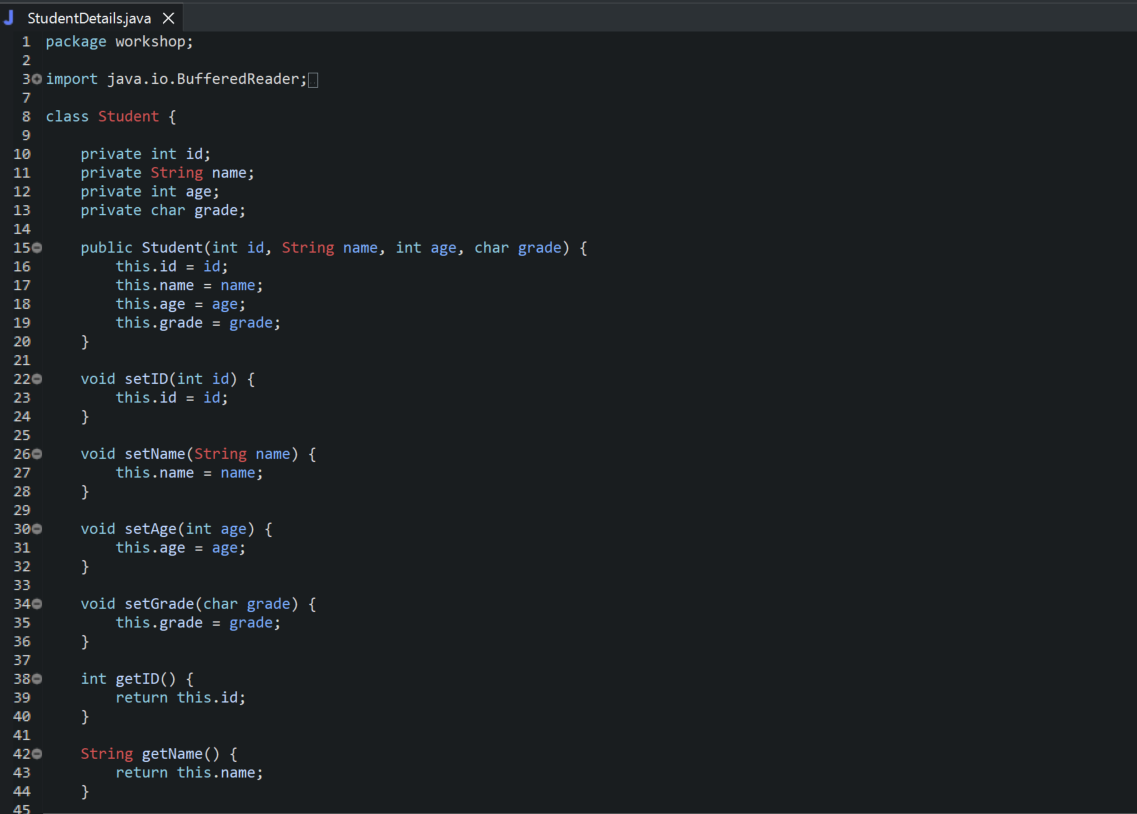 StudentDetails.java
1 package workshop;
2
3 import java.io.BufferedReader;
7
8 class Student {
9
10     private int id;
11     private String name;
12     private int age;
13     private char grade;
14
15     public Student(int id, String name, int age, char grade) {
16         this.id = id;
17         this.name = name;
18         this.age = age;
19         this.grade = grade;
20     }
21
22     void setID(int id) {
23         this.id = id;
24     }
25
26     void setName(String name) {
27         this.name = name;
28     }
29
30     void setAge(int age) {
31         this.age = age;
32     }
33
34     void setGrade(char grade) {
35         this.grade = grade;
36     }
37
38     int getID() {
39         return this.id;
40     }
41
42     String getName() {
43         return this.name;
44     }
45